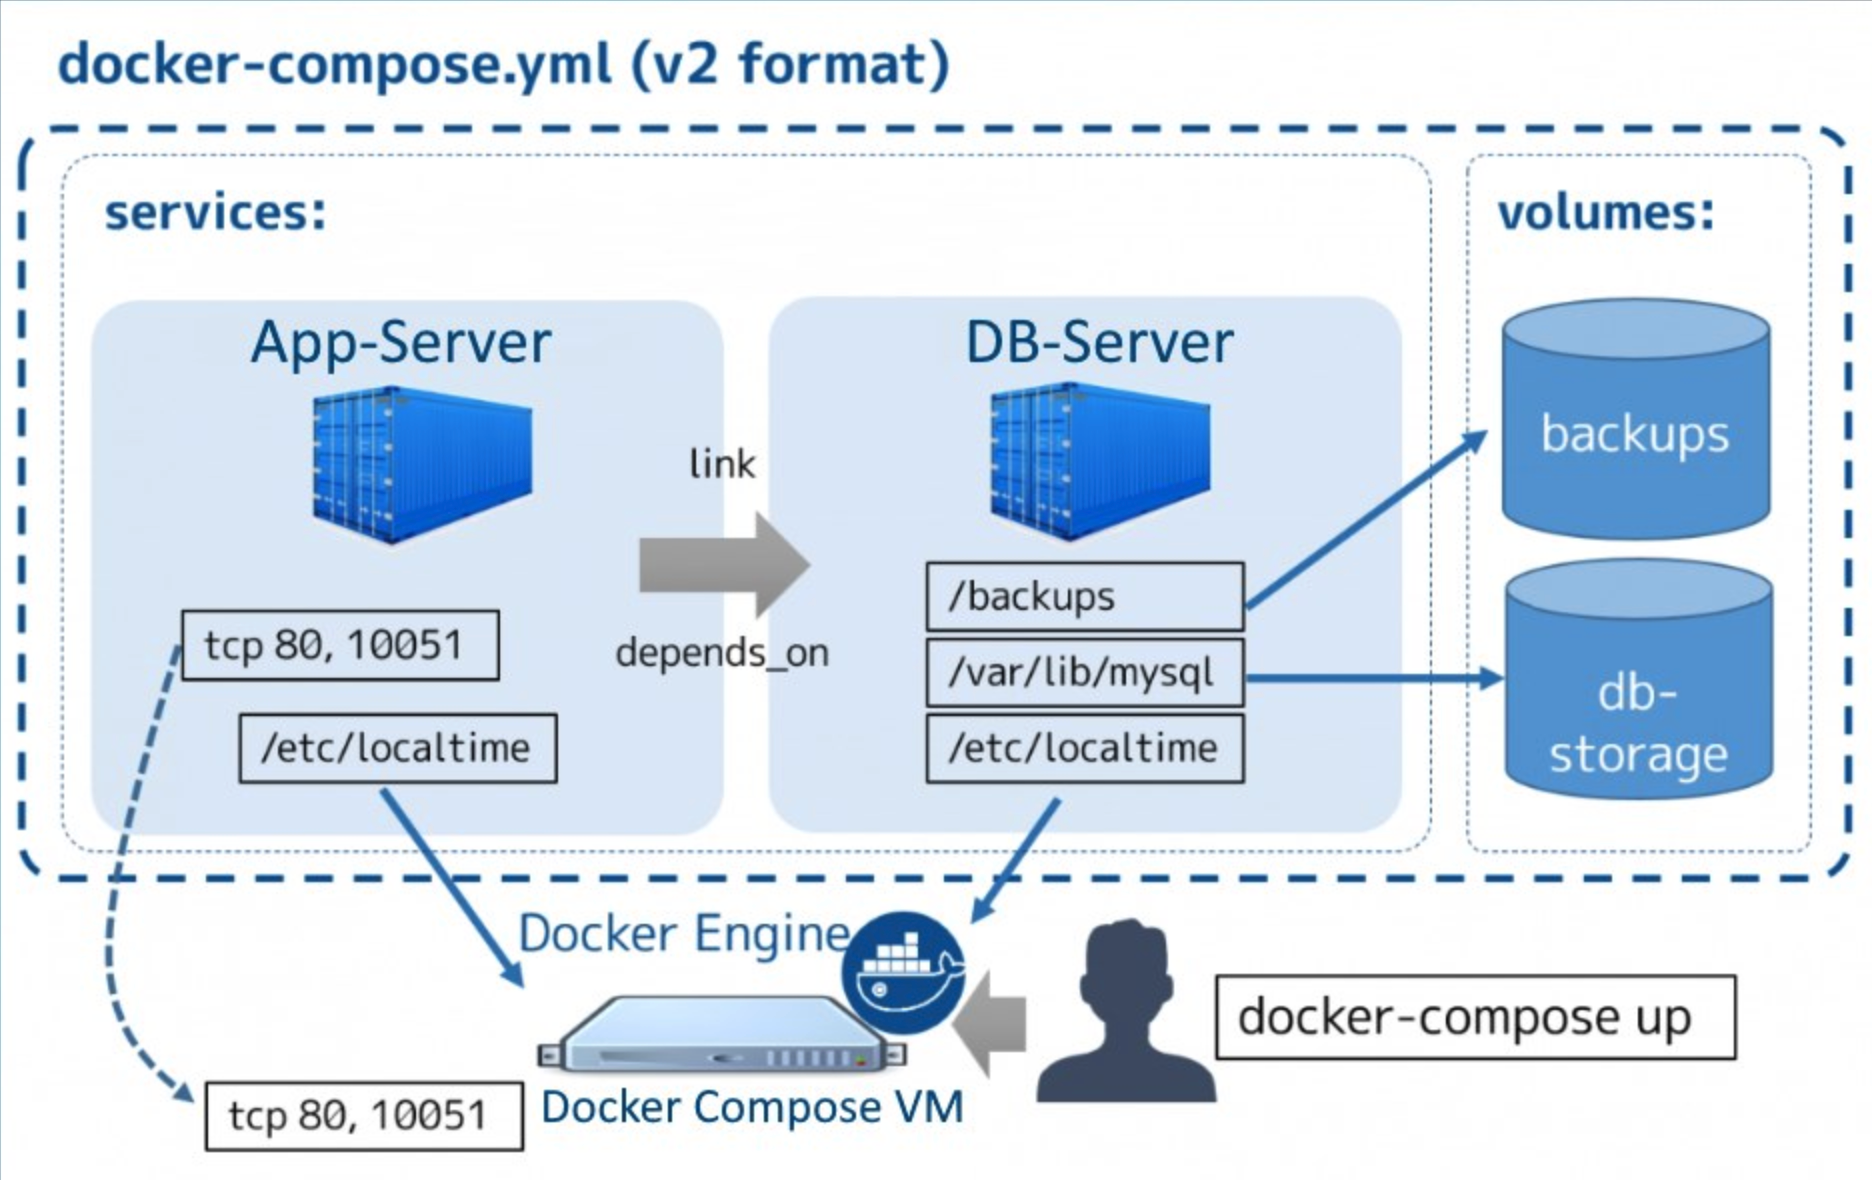 docker-compose.yml (v2 format)
services:
volumes:
App-Server
DB-Server
link
depends_on
tcp 80, 10051
/etc/localtime
/backups
/var/lib/mysql
/etc/localtime
backups
db-
storage
Docker Engine
docker-compose up
tcp 80, 10051
Docker Compose VM